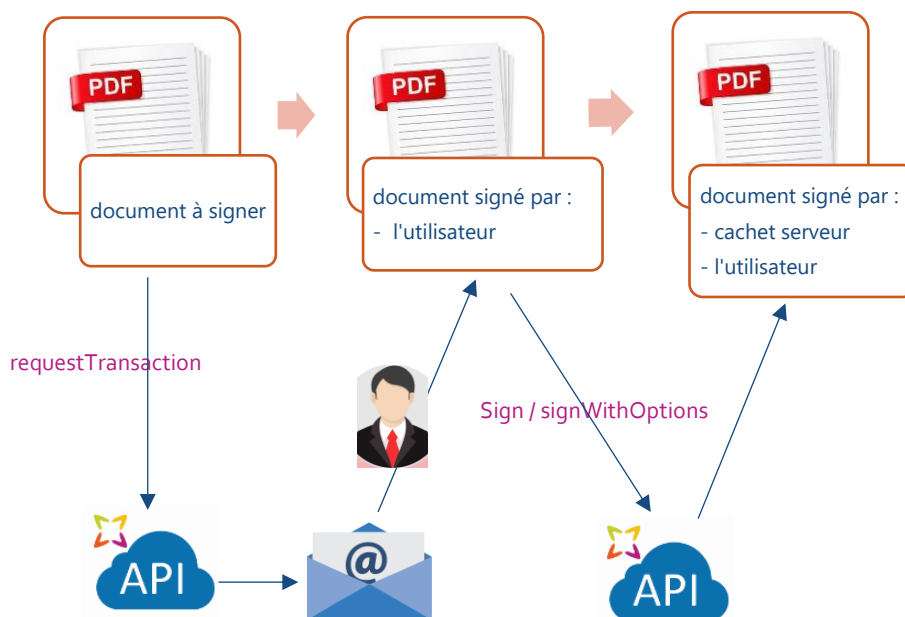 PDF
PDF
PDF
document à signer
document signé par :
- l'utilisateur
document signé par :
- cachet serveur
- l'utilisateur
requestTransaction
Sign / signWithOptions
API
@
API